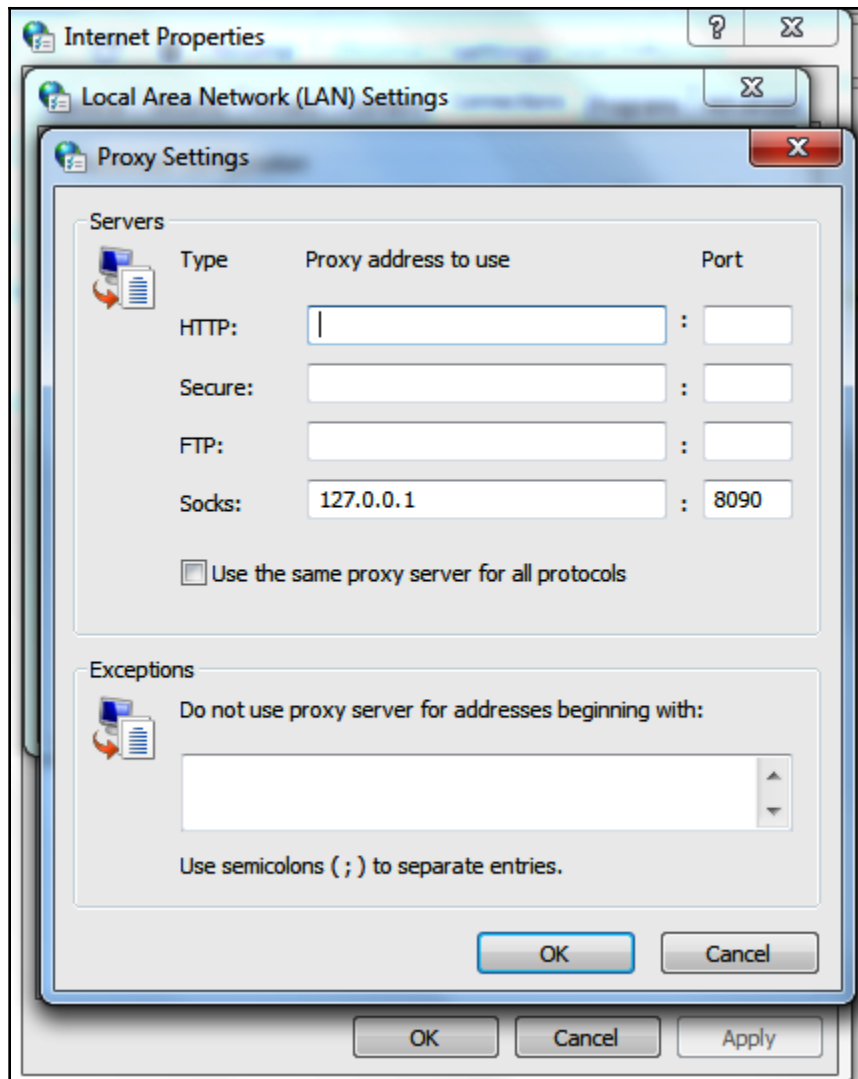 Internet Properties
Local Area Network (LAN) Settings
Proxy Settings
Servers
Type Proxy address to use Port
HTTP: :
Secure: :
FTP: :
Socks: 127.0.0.1 : 8090
Use the same proxy server for all protocols
Exceptions
Do not use proxy server for addresses beginning with:
Use semicolons ( ; ) to separate entries.
OK Cancel
OK Cancel Apply